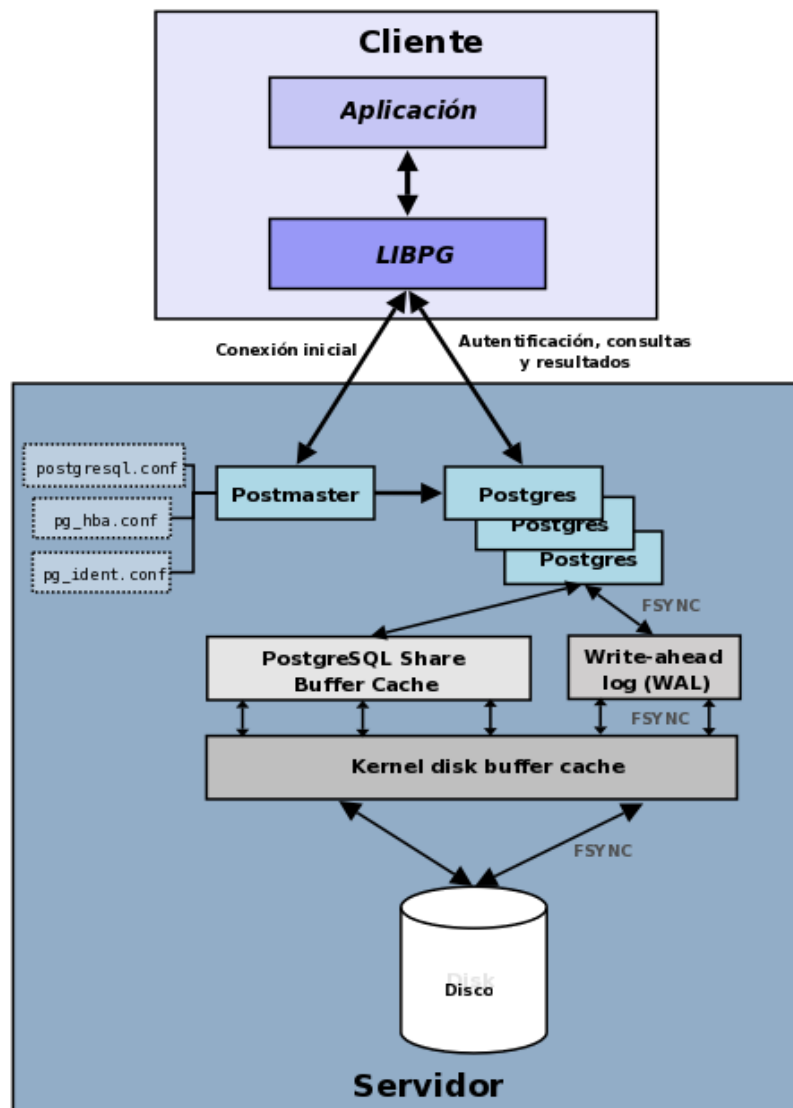 Cliente
Aplicación
LIBPG
Conexión inicial
Autentificación, consultas
y resultados
postgresql.conf
pg_hba.conf
pg_ident.conf
Postmaster
Postgres
Postgres
Postgres
FSYNC
PostgreSQL Share
Buffer Cache
Write-ahead
log (WAL)
FSYNC
Kernel disk buffer cache
FSYNC
Disk
Disco
Servidor